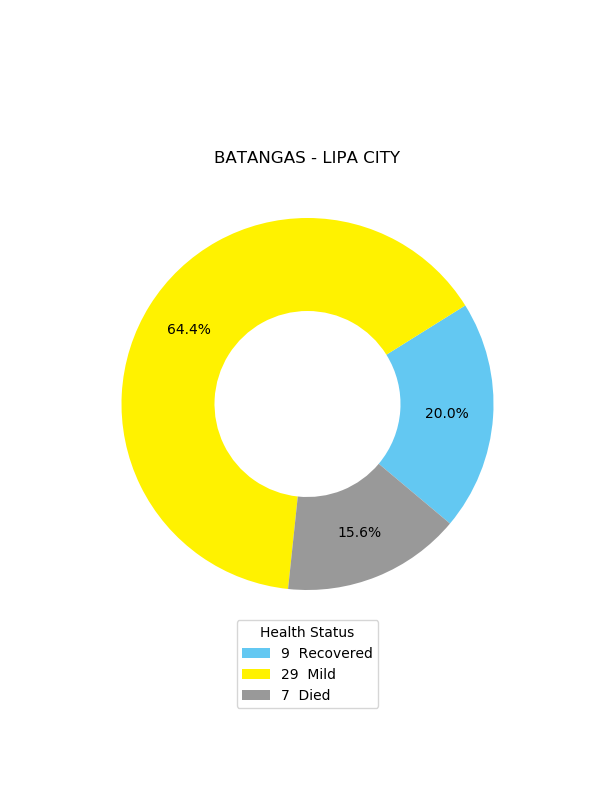 BATANGAS - LIPA CITY
64.4%
20.0%
15.6%
Health Status
9 Recovered
29 Mild
7 Died